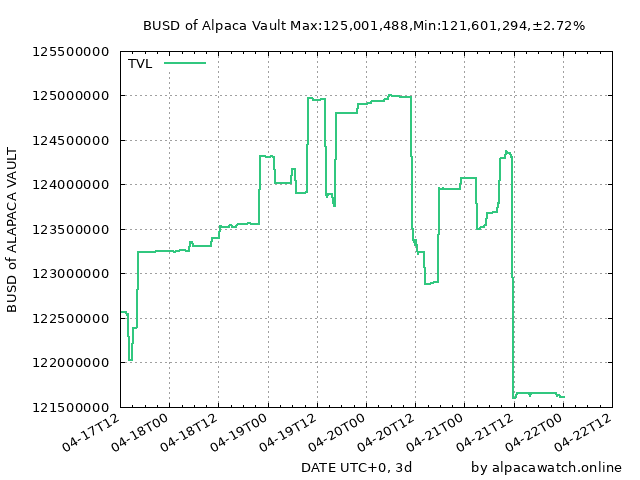 BUSD of Alpaca Vault Max:125,001,488,Min:121,601,294,±2.72%
TVL
BUSD of ALAPACA VAULT
125500000
125000000
124500000
124000000
123500000
123000000
122500000
122000000
121500000
04-17T12
04-18T00
04-18T12
04-19T00
04-19T12
04-20T00
04-20T12
04-21T00
04-21T12
04-22T00
04-22T12
DATE UTC+0, 3d
by alpacawatch.online